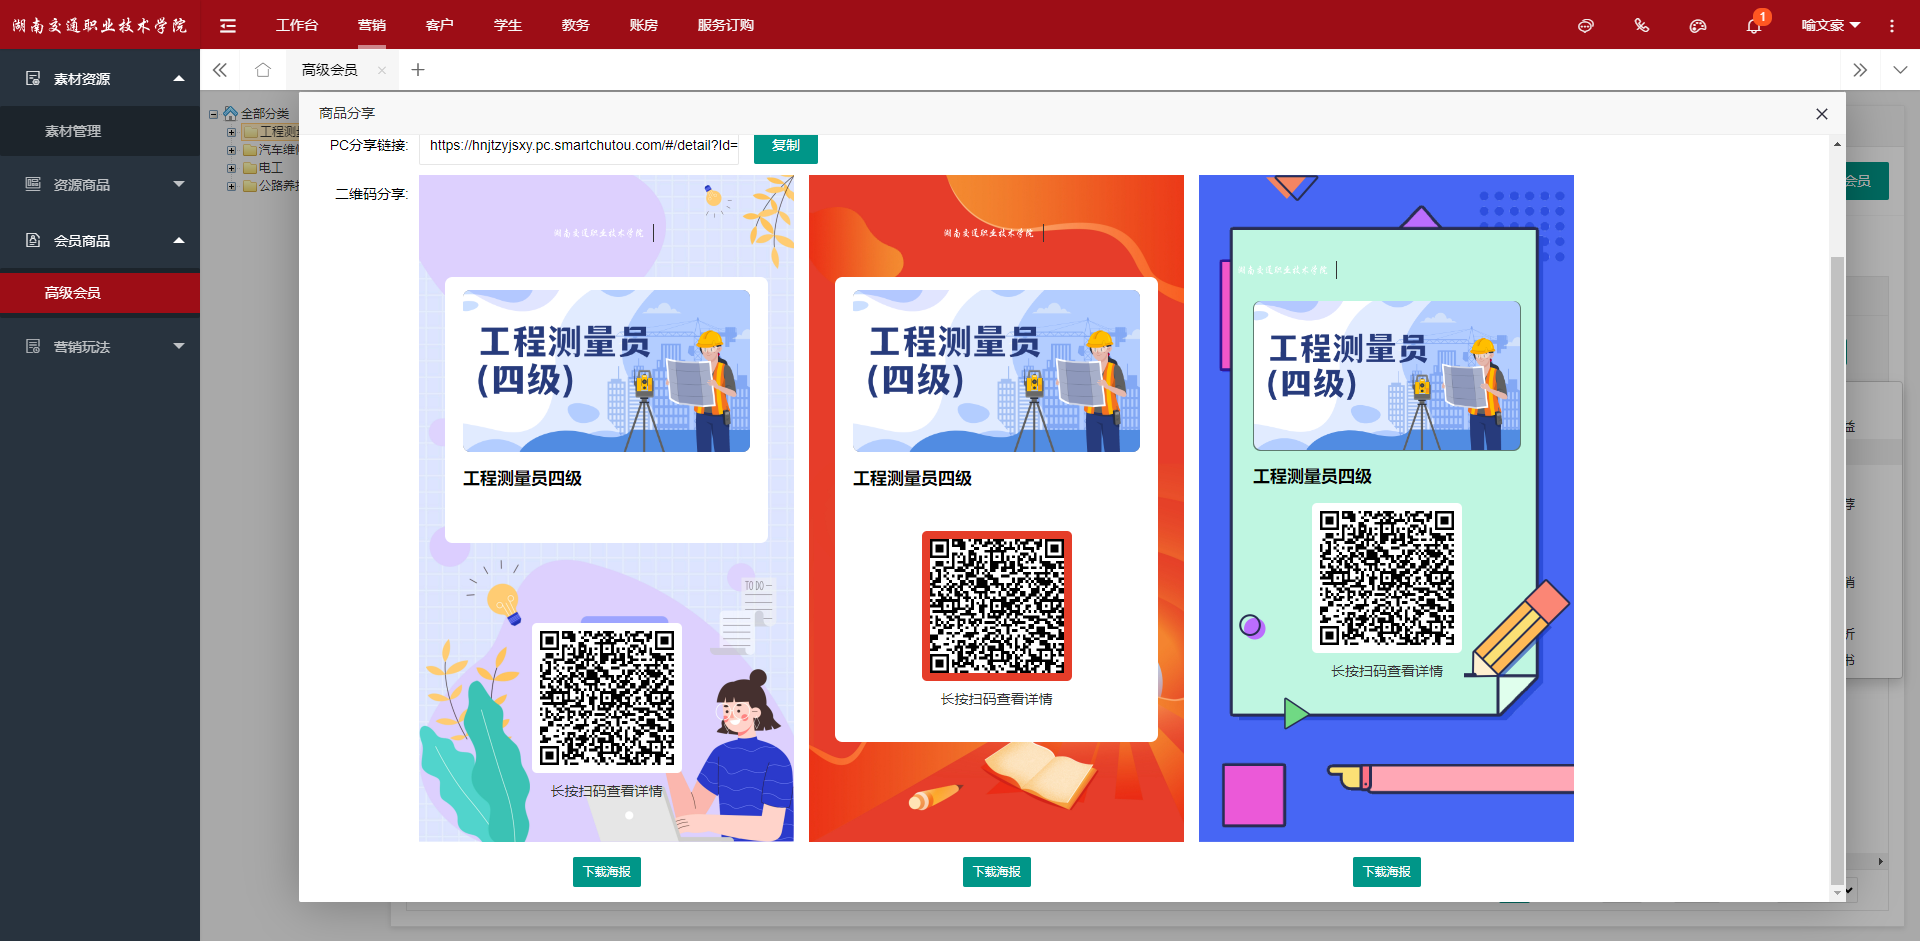 湖南交通职业技术学院
工作台
营销
客户
学生
教务
账房
服务订购
1
喻文豪
素材资源
素材管理
资源商品
会员商品
高级会员
营销玩法
高级会员
全部分类
工程测
汽车维
电工
公路养
会员
益
荐
消
析
书
商品分享
PC分享链接:
https://hnjtzyjsxy.pc.smartchutou.com/#/detail?Id=
复制
二维码分享:
湖南交通职业技术学院
工程测量员
(四级)
工程测量员四级
TO DO
长按扫码查看详情
下载海报
湖南交通职业技术学院
工程测量员
(四级)
工程测量员四级
长按扫码查看详情
下载海报
湖南交通职业技术学院
工程测量员
(四级)
工程测量员四级
长按扫码查看详情
下载海报